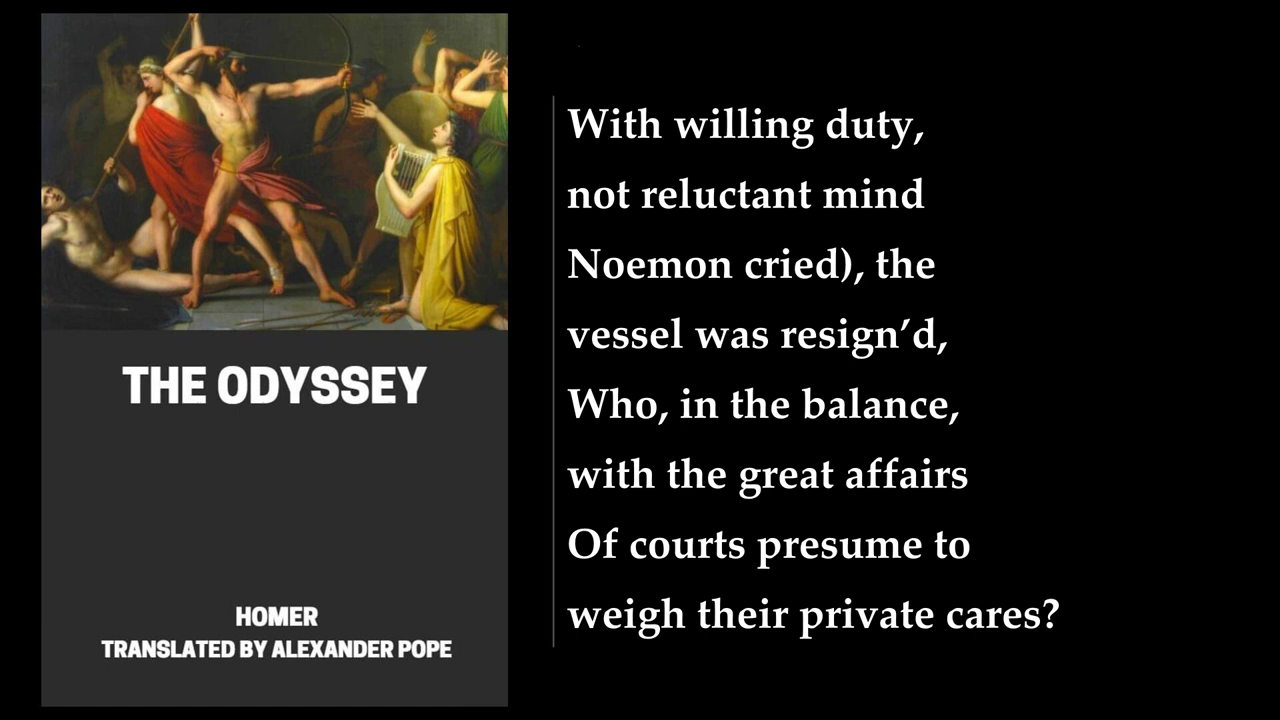 THE ODYSSEY
HOMER
TRANSLATED BY ALEXANDER POPE
With willing duty,
not reluctant mind
Noemon cried), the
vessel was resign’d,
Who, in the balance,
with the great affairs
Of courts presume to
weigh their private cares?